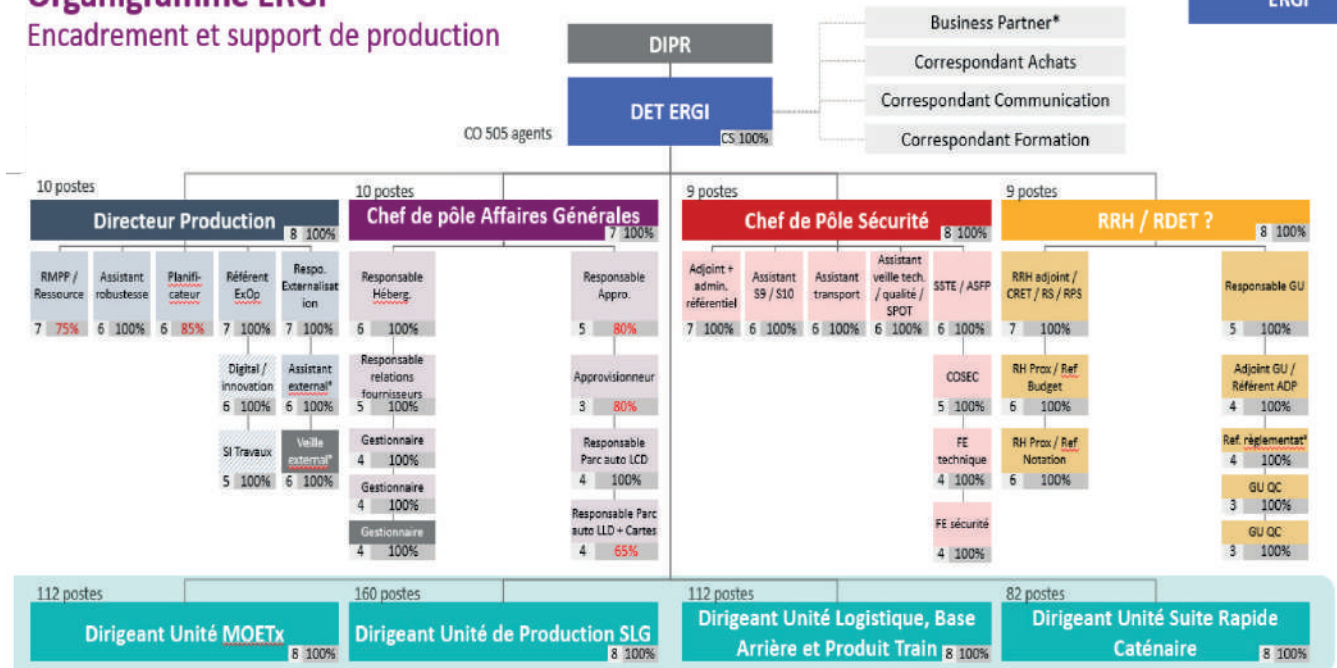 Organigramme ERGI
Encadrement et support de production
ERGI
DIPR
DET ERGI
CS 100%
CO 505 agents
Business Partner*
Correspondant Achats
Correspondant Communication
Correspondant Formation
10 postes
Directeur Production
8 100%
RMPP /
Ressource
7 75%
Assistant
robustesse
6 100%
Planifi-
cateur
6 85%
Référent
ExOp
7 100%
Respo.
Externalisat
ion
7 100%
Digital /
innovation
6 100%
Assistant
external*
6 100%
SI Travaux
5 100%
Veille
external*
6 100%
10 postes
Chef de pôle Affaires Générales
7 100%
Responsable
Héberg.
6 100%
Responsable
relations
fournisseurs
5 100%
Gestionnaire
4 100%
Gestionnaire
4 100%
Gestionnaire
4 100%
Responsable
Appro.
5 80%
Approvisionneur
3 80%
Responsable
Parc auto LCD
4 100%
Responsable Parc
auto LLD + Cartes
4 65%
9 postes
Chef de Pôle Sécurité
8 100%
Adjoint +
admin.
référentiel
7 100%
Assistant
S9 / S10
6 100%
Assistant
transport
6 100%
Assistant
veille tech.
/ qualité /
SPOT
6 100%
SSTE / ASFP
6 100%
COSEC
5 100%
FE
technique
4 100%
FE sécurité
4 100%
9 postes
RRH / RDET ?
8 100%
RRH adjoint /
CRET / RS / RPS
7 100%
RH Prox / Ref
Budget
6 100%
RH Prox / Ref
Notation
6 100%
Responsable GU
5 100%
Adjoint GU /
Référent ADP
4 100%
Ref. règlementat*
4 100%
GU QC
3 100%
GU QC
3 100%
112 postes
Dirigeant Unité MOETx
8 100%
160 postes
Dirigeant Unité de Production SLG
8 100%
112 postes
Dirigeant Unité Logistique, Base
Arrière et Produit Train
8 100%
82 postes
Dirigeant Unité Suite Rapide
Caténaire
8 100%